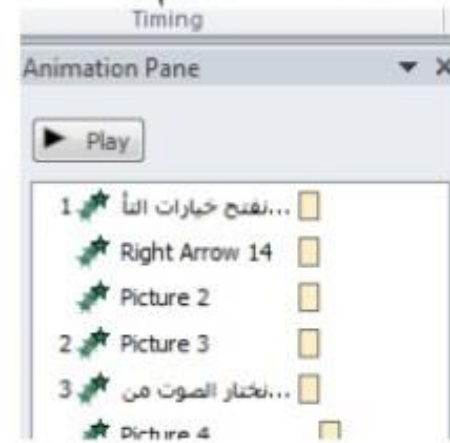 Timing
Animation Pane
Play
1 نفتح خيارات التأ...
Right Arrow 14
Picture 2
2 Picture 3
3 نختار الصوت من...
Picture 4